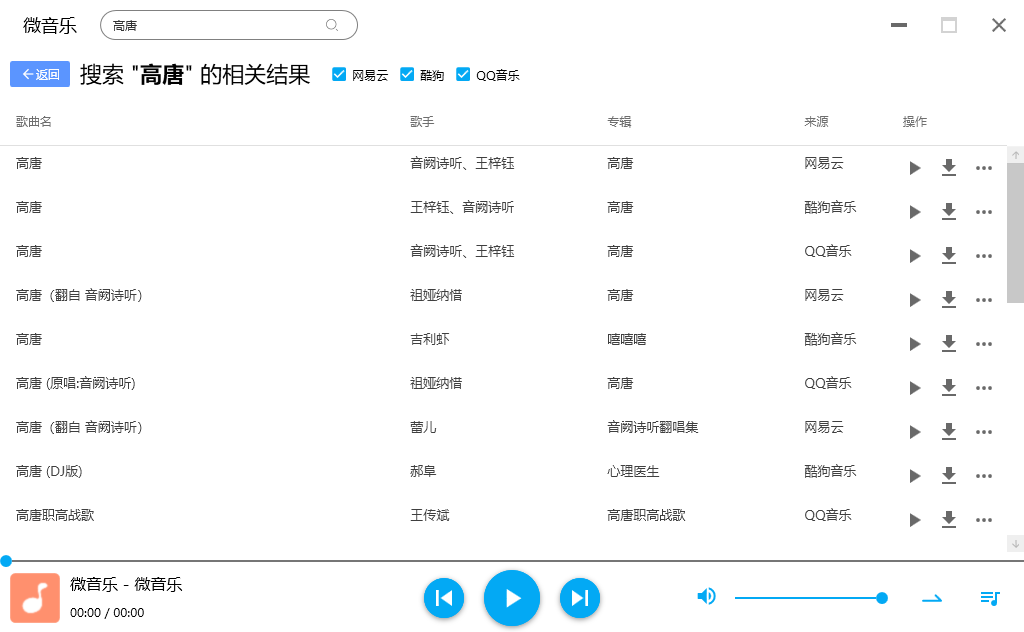 微音乐
高唐
返回
搜索 "高唐" 的相关结果
网易云 酷狗 QQ音乐
歌曲名 歌手 专辑 来源 操作
高唐 音阙诗听、王梓钰 高唐 网易云
高唐 王梓钰、音阙诗听 高唐 酷狗音乐
高唐 音阙诗听、王梓钰 高唐 QQ音乐
高唐（翻自 音阙诗听） 祖娅纳惜 高唐 网易云
高唐 吉利虾 嘻嘻嘻 酷狗音乐
高唐 (原唱:音阙诗听) 祖娅纳惜 高唐 QQ音乐
高唐（翻自 音阙诗听） 蕾儿 音阙诗听翻唱集 网易云
高唐 (DJ版) 郝阜 心理医生 酷狗音乐
高唐职高战歌 王传斌 高唐职高战歌 QQ音乐
微音乐 - 微音乐
00:00 / 00:00